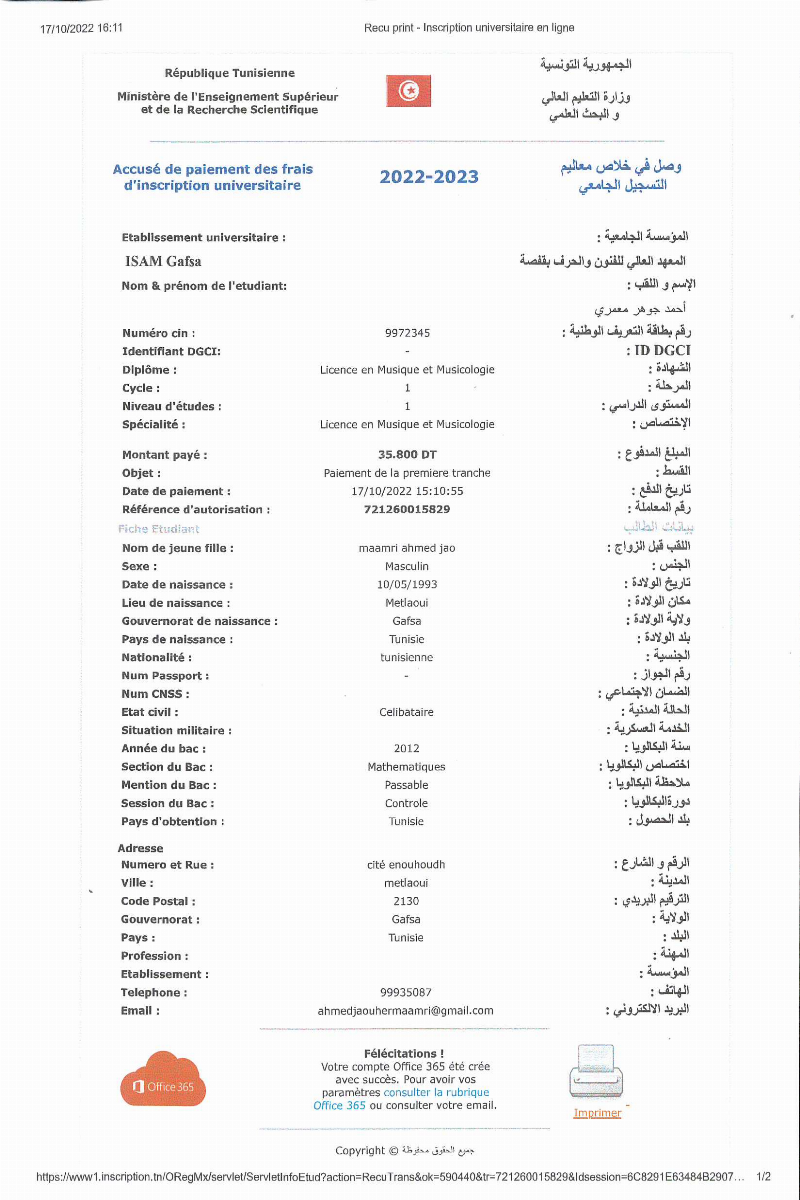 17/10/2022 16:11 Recu print - Inscription universitaire en ligne
République Tunisienne الجمهورية التونسية
Ministère de l'Enseignement Supérieur وزارة التعليم العالي
et de la Recherche Scientifique و البحث العلمي
Accusé de paiement des frais 2022-2023 وصل في خلاص معاليم
d'inscription universitaire التسجيل الجامعي
Etablissement universitaire : المؤسسة الجامعية :
ISAM Gafsa المعهد العالي للفنون والحرف بقفصة
Nom & prénom de l'etudiant: الإسم و اللقب :
أحمد جوهر معمري
Numéro cin : 9972345 رقم بطاقة التعريف الوطنية :
Identifiant DGCI: - ID DGCI :
Diplôme : Licence en Musique et Musicologie الشهادة :
Cycle : 1 المرحلة :
Niveau d'études : 1 المستوى الدراسي :
Spécialité : Licence en Musique et Musicologie الإختصاص :
Montant payé : 35.800 DT المبلغ المدفوع :
Objet : Paiement de la premiere tranche القسط :
Date de paiement : 17/10/2022 15:10:55 تاريخ الدفع :
Référence d'autorisation : 721260015829 رقم المعاملة :
Fiche Etudiant بيانات الطالب
Nom de jeune fille : maamri ahmed jao اللقب قبل الزواج :
Sexe : Masculin الجنس :
Date de naissance : 10/05/1993 تاريخ الولادة :
Lieu de naissance : Metlaoui مكان الولادة :
Gouvernorat de naissance : Gafsa ولاية الولادة :
Pays de naissance : Tunisie بلد الولادة :
Nationalité : tunisienne الجنسية :
Num Passport : - رقم الجواز :
Num CNSS : الضمان الاجتماعي :
Etat civil : Celibataire الحالة المدنية :
Situation militaire : الخدمة العسكرية :
Année du bac : 2012 سنة البكالويا :
Section du Bac : Mathematiques اختصاص البكالويا :
Mention du Bac : Passable ملاحظة البكالويا :
Session du Bac : Controle دورةالبكالويا :
Pays d'obtention : Tunisie بلد الحصول :
Adresse
Numero et Rue : cité enouhoudh الرقم و الشارع :
Ville : metlaoui المدينة :
Code Postal : 2130 الترقيم البريدي :
Gouvernorat : Gafsa الولاية :
Pays : Tunisie البلد :
Profession : المهنة :
Etablissement : المؤسسة :
Telephone : 99935087 الهاتف :
Email : ahmedjaouhermaamri@gmail.com البريد الالكتروني :
Félécitations !
Votre compte Office 365 été crée
avec succès. Pour avoir vos
Office 365 paramètres consulter la rubrique
Office 365 ou consulter votre email.
Imprimer
Copyright © جميع الحقوق محفوظة
https://www1.inscription.tn/ORegMx/servlet/ServletInfoEtud?action=RecuTrans&ok=590440&tr=721260015829&Idsession=6C8291E63484B2907... 1/2